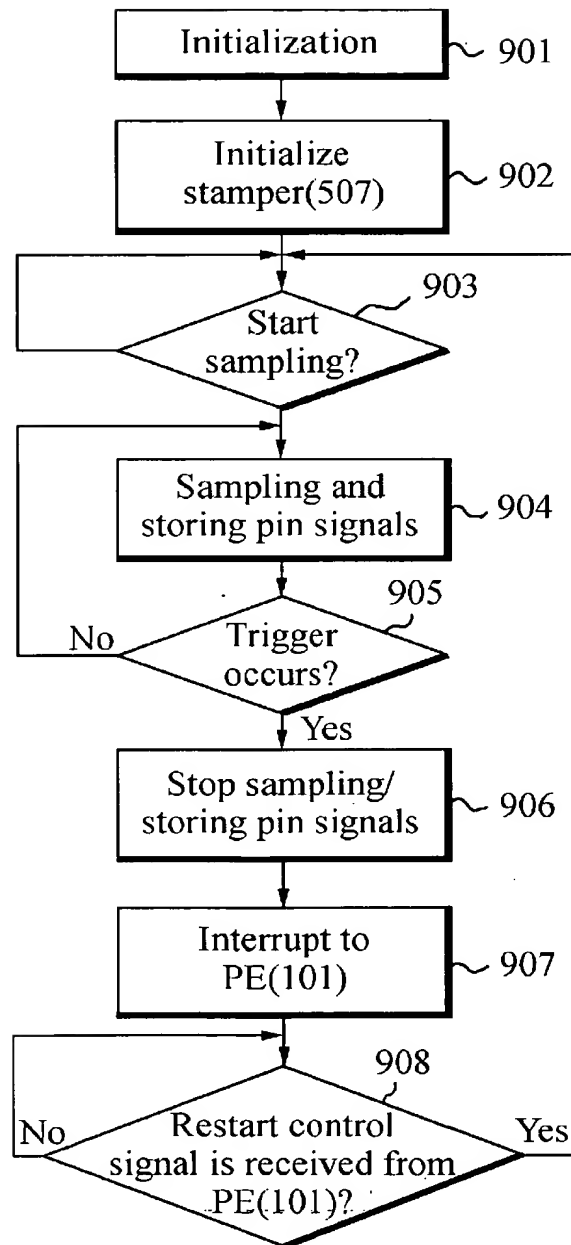 Initialization
901
Initialize
stamper(507)
902
903
Start
sampling?
Sampling and
storing pin signals
904
905
No
Trigger
occurs?
Yes
Stop sampling/
storing pin signals
906
Interrupt to
PE(101)
907
908
No
Restart control
signal is received from
PE(101)?
Yes